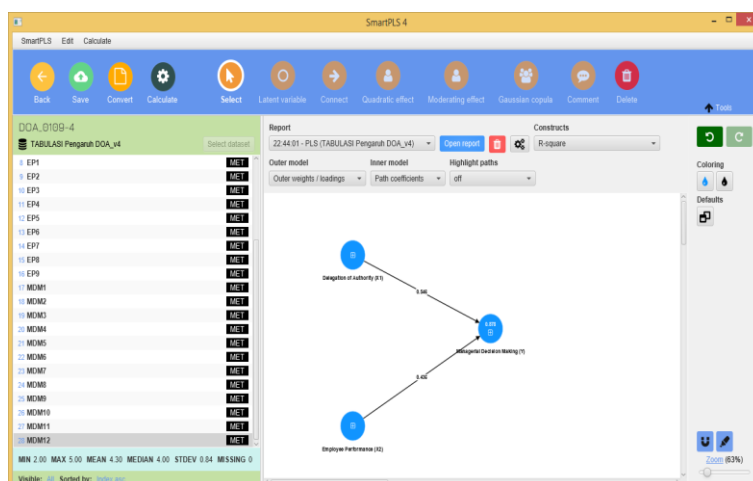 SmartPLS 4
SmartPLS Edit Calculate
Back Save Convert Calculate Select Latent variable Connect Quadratic effect Moderating effect Gaussian copula Comment Delete
Tools
DOA_0109-4
TABULASI Pengaruh DOA_v4 Select dataset
8 EP1 MET
9 EP2 MET
10 EP3 MET
11 EP4 MET
12 EP5 MET
13 EP6 MET
14 EP7 MET
15 EP8 MET
16 EP9 MET
17 MDM1 MET
18 MDM2 MET
19 MDM3 MET
20 MDM4 MET
21 MDM5 MET
22 MDM6 MET
23 MDM7 MET
24 MDM8 MET
25 MDM9 MET
26 MDM10 MET
27 MDM11 MET
28 MDM12 MET
MIN 2.00 MAX 5.00 MEAN 4.30 MEDIAN 4.00 STDEV 0.84 MISSING 0
Visible: All Sorted by: Index asc
Report Constructs
22:44:01 - PLS (TABULASI Pengaruh DOA_v4) Open report R-square
Outer model Inner model Highlight paths
Outer weights / loadings Path coefficients off
Delegation of Authority (X1)
Managerial Decision Making (Y)
Employee Performance (X2)
Coloring
Defaults
Zoom (63%)